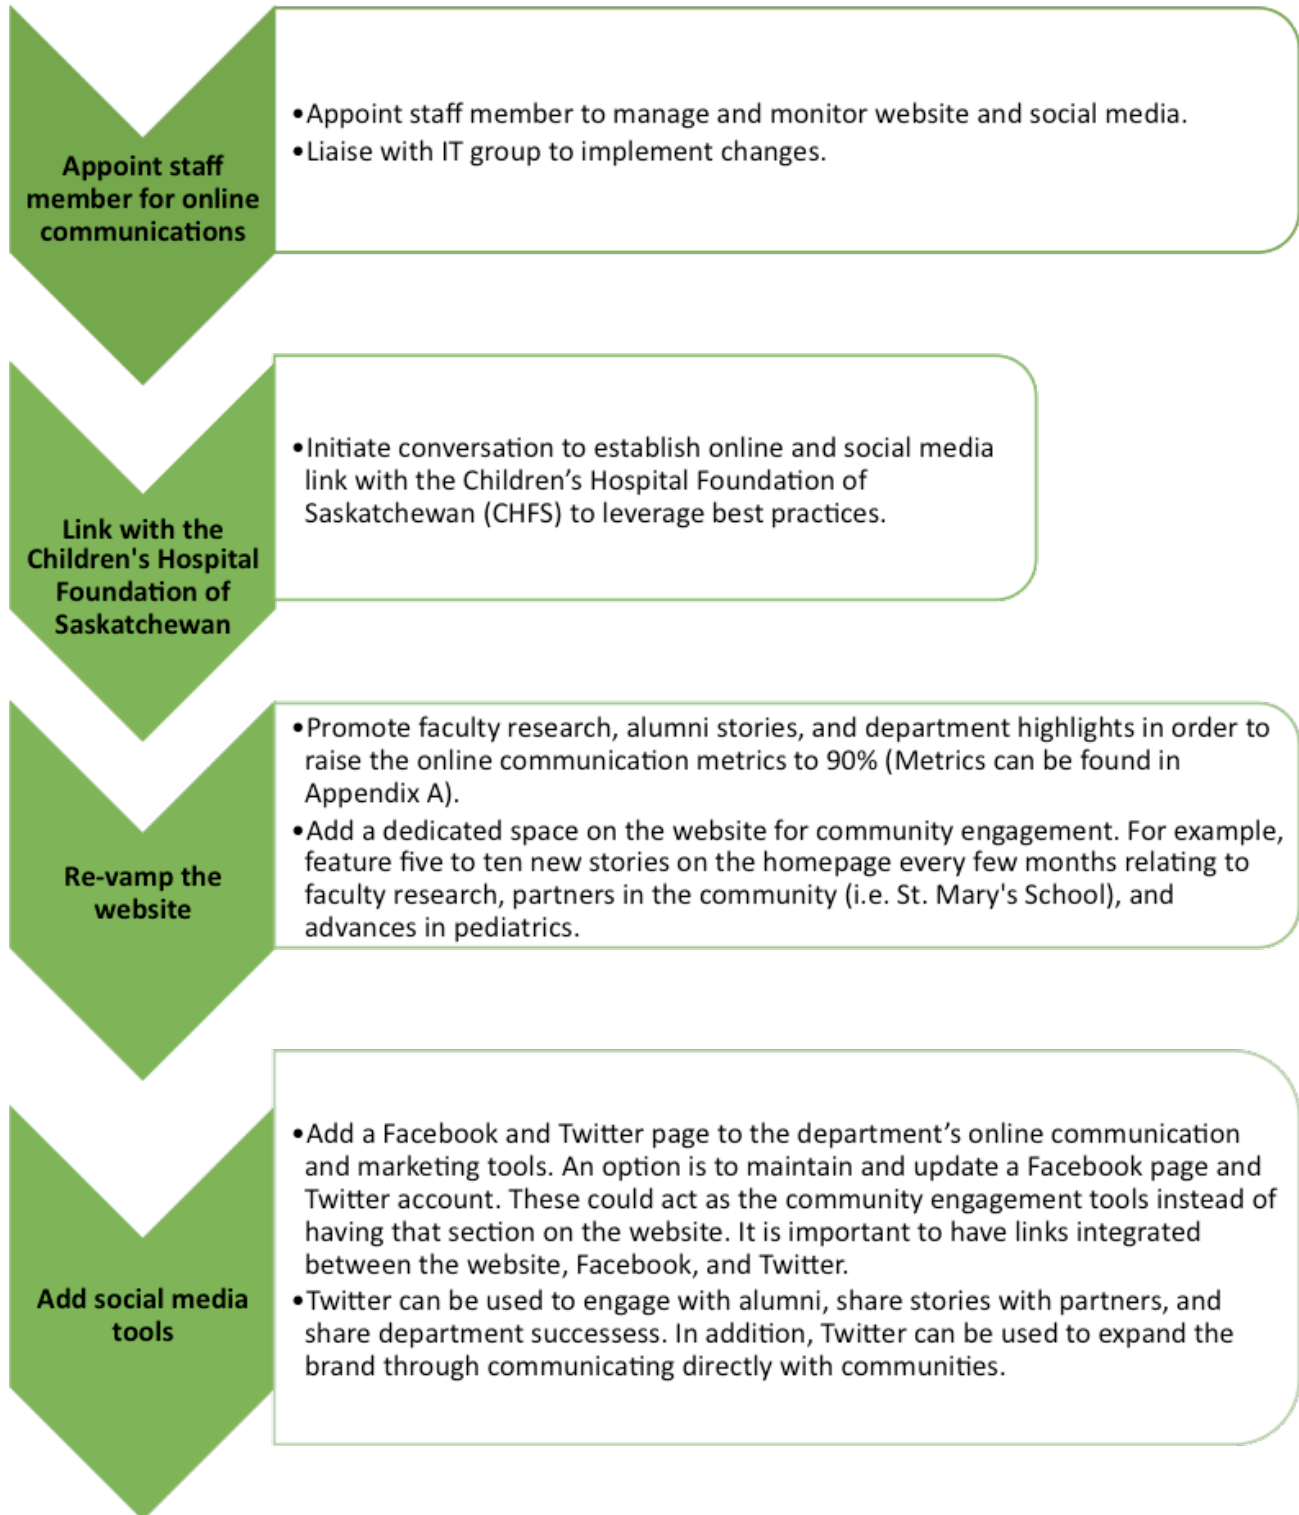 Appoint staff
member for online
communications
•Appoint staff member to manage and monitor website and social media.
•Liaise with IT group to implement changes.
Link with the
Children's Hospital
Foundation of
Saskatchewan
•Initiate conversation to establish online and social media
link with the Children’s Hospital Foundation of
Saskatchewan (CHFS) to leverage best practices.
Re-vamp the
website
•Promote faculty research, alumni stories, and department highlights in order to
raise the online communication metrics to 90% (Metrics can be found in
Appendix A).
•Add a dedicated space on the website for community engagement. For example,
feature five to ten new stories on the homepage every few months relating to
faculty research, partners in the community (i.e. St. Mary's School), and
advances in pediatrics.
Add social media
tools
•Add a Facebook and Twitter page to the department’s online communication
and marketing tools. An option is to maintain and update a Facebook page and
Twitter account. These could act as the community engagement tools instead of
having that section on the website. It is important to have links integrated
between the website, Facebook, and Twitter.
•Twitter can be used to engage with alumni, share stories with partners, and
share department successess. In addition, Twitter can be used to expand the
brand through communicating directly with communities.